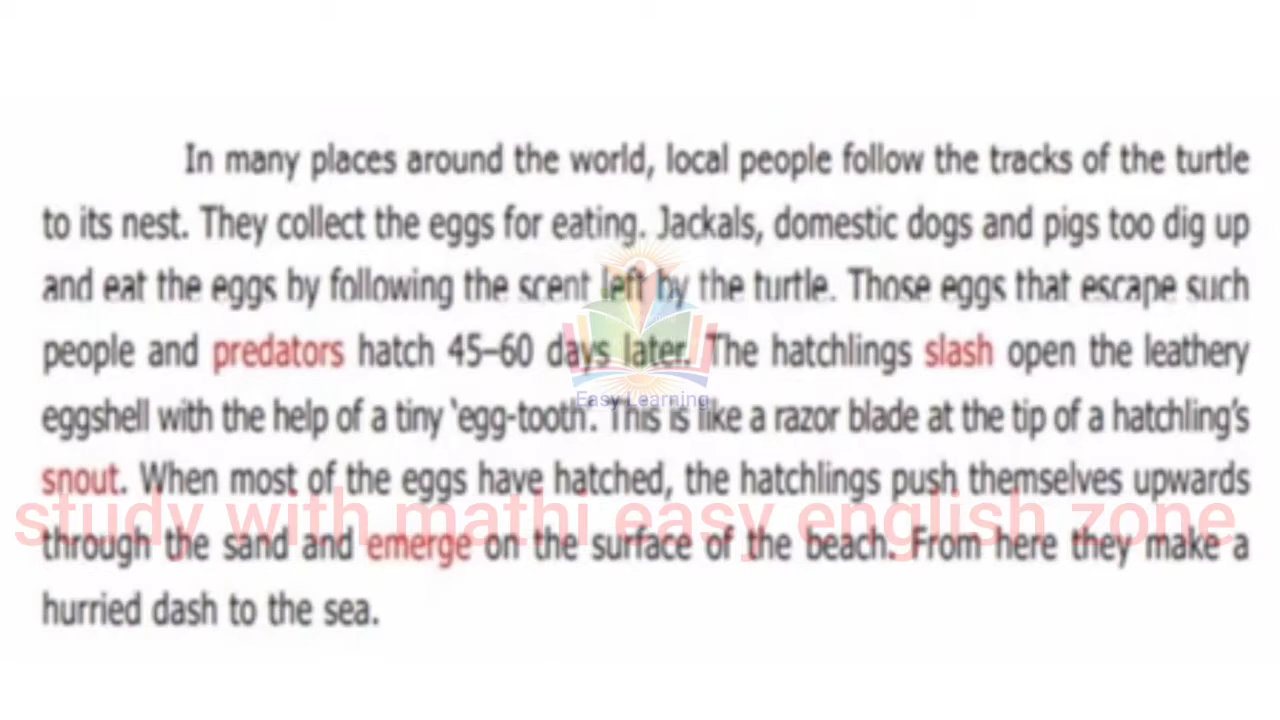 In many places around the world, local people follow the tracks of the turtle
to its nest. They collect the eggs for eating. Jackals, domestic dogs and pigs too dig up
and eat the eggs by following the scent left by the turtle. Those eggs that escape such
people and predators hatch 45–60 days later. The hatchlings slash open the leathery
Easy Learning
eggshell with the help of a tiny ‘egg-tooth’. This is like a razor blade at the tip of a hatchling’s
snout. When most of the eggs have hatched, the hatchlings push themselves upwards
study with mathi easy english zone
through the sand and emerge on the surface of the beach. From here they make a
hurried dash to the sea.